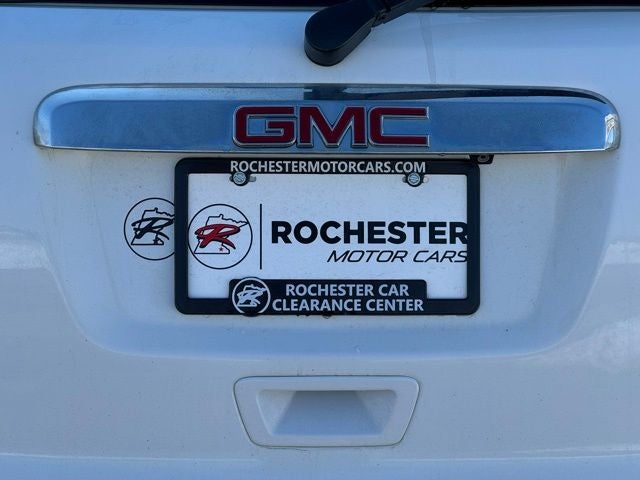 GMC
ROCHESTERMOTORCARS.COM
R
R
ROCHESTER
MOTOR CARS
R
ROCHESTER CAR
CLEARANCE CENTER